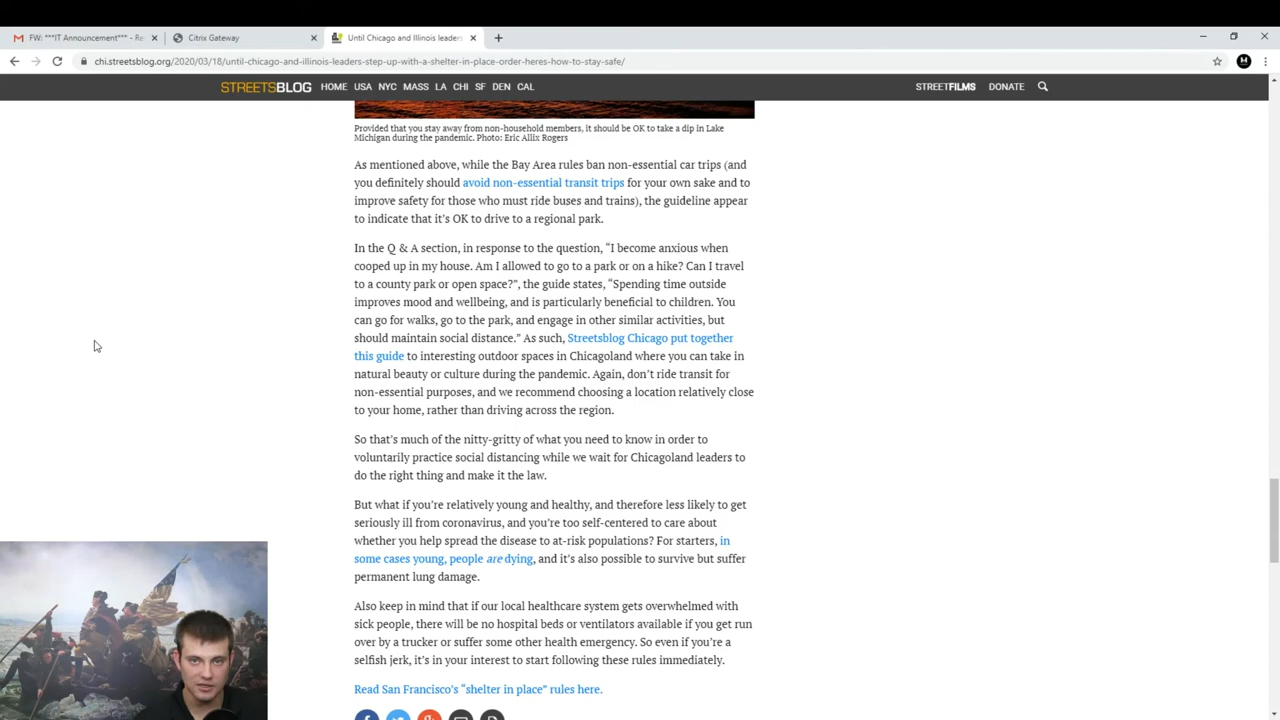 FW: ***IT Announcement*** - Re
Citrix Gateway
Until Chicago and Illinois leaders
chi.streetsblog.org/2020/03/18/until-chicago-and-illinois-leaders-step-up-with-a-shelter-in-place-order-heres-how-to-stay-safe/
STREETSBLOG HOME USA NYC MASS LA CHI SF DEN CAL STREETFILMS DONATE
Provided that you stay away from non-household members, it should be OK to take a dip in Lake
Michigan during the pandemic. Photo: Eric Allix Rogers
As mentioned above, while the Bay Area rules ban non-essential car trips (and
you definitely should avoid non-essential transit trips for your own sake and to
improve safety for those who must ride buses and trains), the guideline appear
to indicate that it’s OK to drive to a regional park.
In the Q & A section, in response to the question, “I become anxious when
cooped up in my house. Am I allowed to go to a park or on a hike? Can I travel
to a county park or open space?”, the guide states, “Spending time outside
improves mood and wellbeing, and is particularly beneficial to children. You
can go for walks, go to the park, and engage in other similar activities, but
should maintain social distance.” As such, Streetsblog Chicago put together
this guide to interesting outdoor spaces in Chicagoland where you can take in
natural beauty or culture during the pandemic. Again, don’t ride transit for
non-essential purposes, and we recommend choosing a location relatively close
to your home, rather than driving across the region.
So that’s much of the nitty-gritty of what you need to know in order to
voluntarily practice social distancing while we wait for Chicagoland leaders to
do the right thing and make it the law.
But what if you’re relatively young and healthy, and therefore less likely to get
seriously ill from coronavirus, and you’re too self-centered to care about
whether you help spread the disease to at-risk populations? For starters, in
some cases young, people are dying, and it’s also possible to survive but suffer
permanent lung damage.
Also keep in mind that if our local healthcare system gets overwhelmed with
sick people, there will be no hospital beds or ventilators available if you get run
over by a trucker or suffer some other health emergency. So even if you’re a
selfish jerk, it’s in your interest to start following these rules immediately.
Read San Francisco’s “shelter in place” rules here.